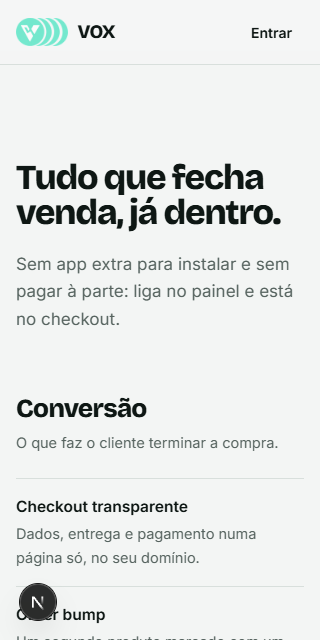 VOX
Entrar
Tudo que fecha
venda, já dentro.
Sem app extra para instalar e sem
pagar à parte: liga no painel e está
no checkout.
Conversão
O que faz o cliente terminar a compra.
Checkout transparente
Dados, entrega e pagamento numa
página só, no seu domínio.
N
bump